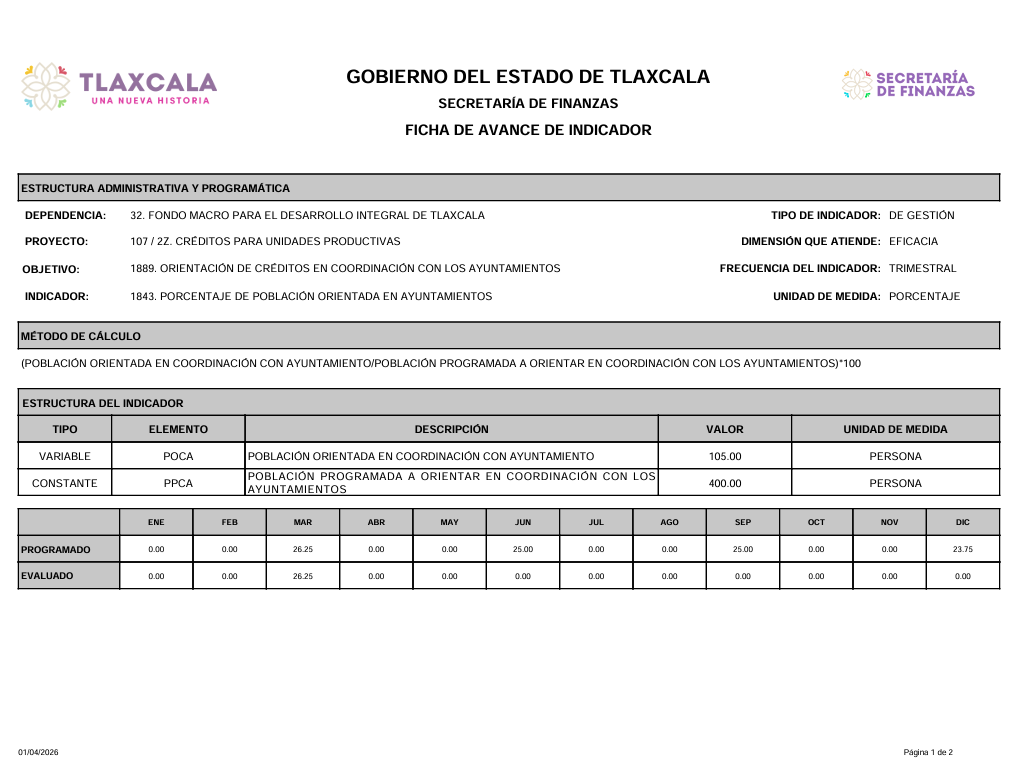 TLAXCALA
UNA NUEVA HISTORIA
GOBIERNO DEL ESTADO DE TLAXCALA
SECRETARÍA DE FINANZAS
FICHA DE AVANCE DE INDICADOR
SECRETARÍA
DE FINANZAS
ESTRUCTURA ADMINISTRATIVA Y PROGRAMÁTICA
DEPENDENCIA: 32. FONDO MACRO PARA EL DESARROLLO INTEGRAL DE TLAXCALA TIPO DE INDICADOR: DE GESTIÓN
PROYECTO: 107 / 2Z. CRÉDITOS PARA UNIDADES PRODUCTIVAS DIMENSIÓN QUE ATIENDE: EFICACIA
OBJETIVO: 1889. ORIENTACIÓN DE CRÉDITOS EN COORDINACIÓN CON LOS AYUNTAMIENTOS FRECUENCIA DEL INDICADOR: TRIMESTRAL
INDICADOR: 1843. PORCENTAJE DE POBLACIÓN ORIENTADA EN AYUNTAMIENTOS UNIDAD DE MEDIDA: PORCENTAJE
MÉTODO DE CÁLCULO
(POBLACIÓN ORIENTADA EN COORDINACIÓN CON AYUNTAMIENTO/POBLACIÓN PROGRAMADA A ORIENTAR EN COORDINACIÓN CON LOS AYUNTAMIENTOS)*100
ESTRUCTURA DEL INDICADOR
TIPO ELEMENTO DESCRIPCIÓN VALOR UNIDAD DE MEDIDA
VARIABLE POCA POBLACIÓN ORIENTADA EN COORDINACIÓN CON AYUNTAMIENTO 105.00 PERSONA
CONSTANTE PPCA POBLACIÓN PROGRAMADA A ORIENTAR EN COORDINACIÓN CON LOS AYUNTAMIENTOS 400.00 PERSONA
ENE FEB MAR ABR MAY JUN JUL AGO SEP OCT NOV DIC
PROGRAMADO 0.00 0.00 26.25 0.00 0.00 25.00 0.00 0.00 25.00 0.00 0.00 23.75
EVALUADO 0.00 0.00 26.25 0.00 0.00 0.00 0.00 0.00 0.00 0.00 0.00 0.00
01/04/2026 Página 1 de 2